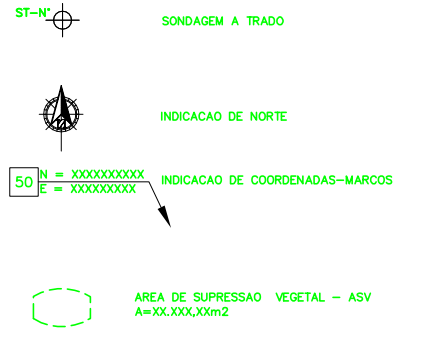 ST-N° SONDAGEM A TRADO
INDICACAO DE NORTE
50 N = XXXXXXXXXX
E = XXXXXXXXX
INDICACAO DE COORDENADAS-MARCOS
AREA DE SUPRESSAO VEGETAL - ASV
A=XX.XXX,XXm2